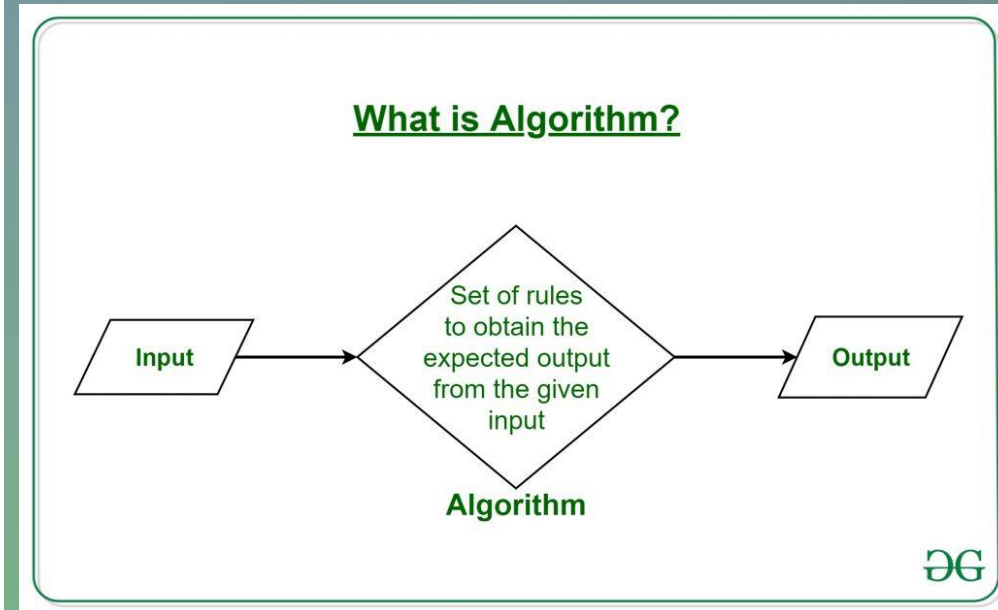 What is Algorithm?
Input
Set of rules
to obtain the
expected output
from the given
input
Output
Algorithm
GG